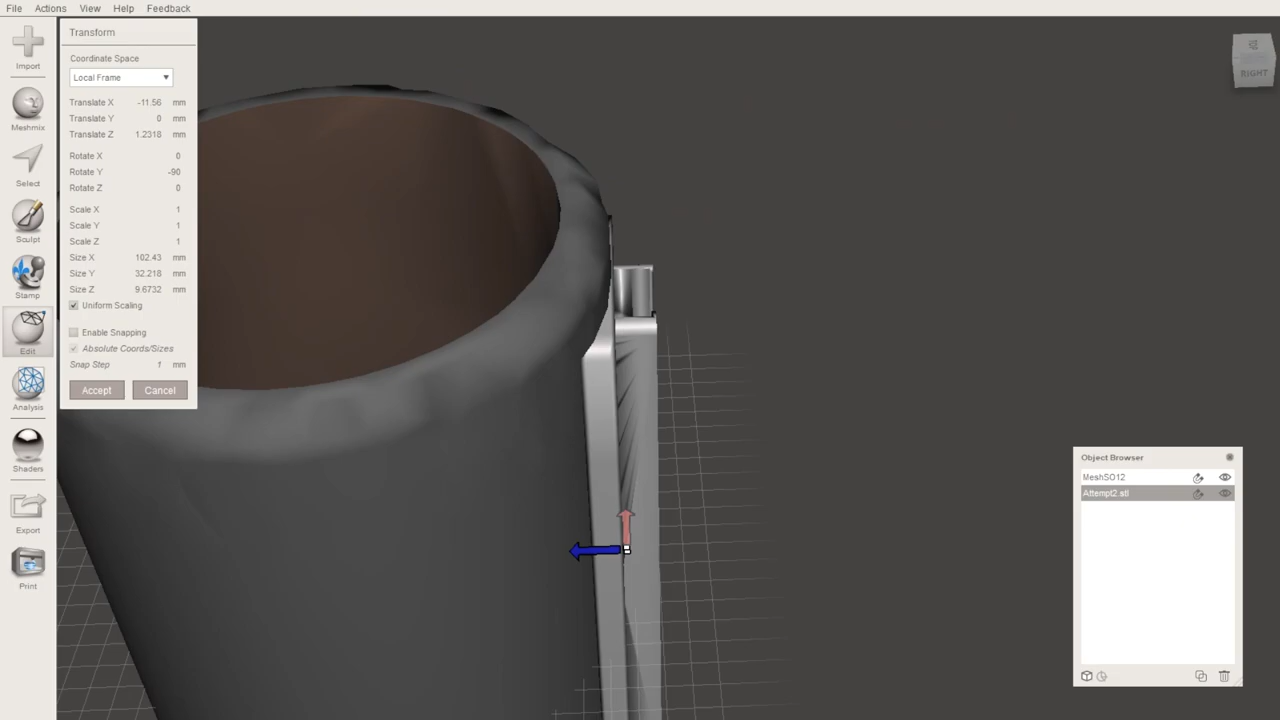 File Actions View Help Feedback
Import
Meshmix
Select
Sculpt
Stamp
Edit
Analysis
Shaders
Export
Print
Transform
Coordinate Space
Local Frame
Translate X -11.56 mm
Translate Y 0 mm
Translate Z 1.2318 mm
Rotate X 0
Rotate Y -90
Rotate Z 0
Scale X 1
Scale Y 1
Scale Z 1
Size X 102.43 mm
Size Y 32.218 mm
Size Z 9.6732 mm
Uniform Scaling
Enable Snapping
Absolute Coords/Sizes
Snap Step 1 mm
Accept Cancel
RIGHT
Object Browser
MeshSO12
Attempt2.stl